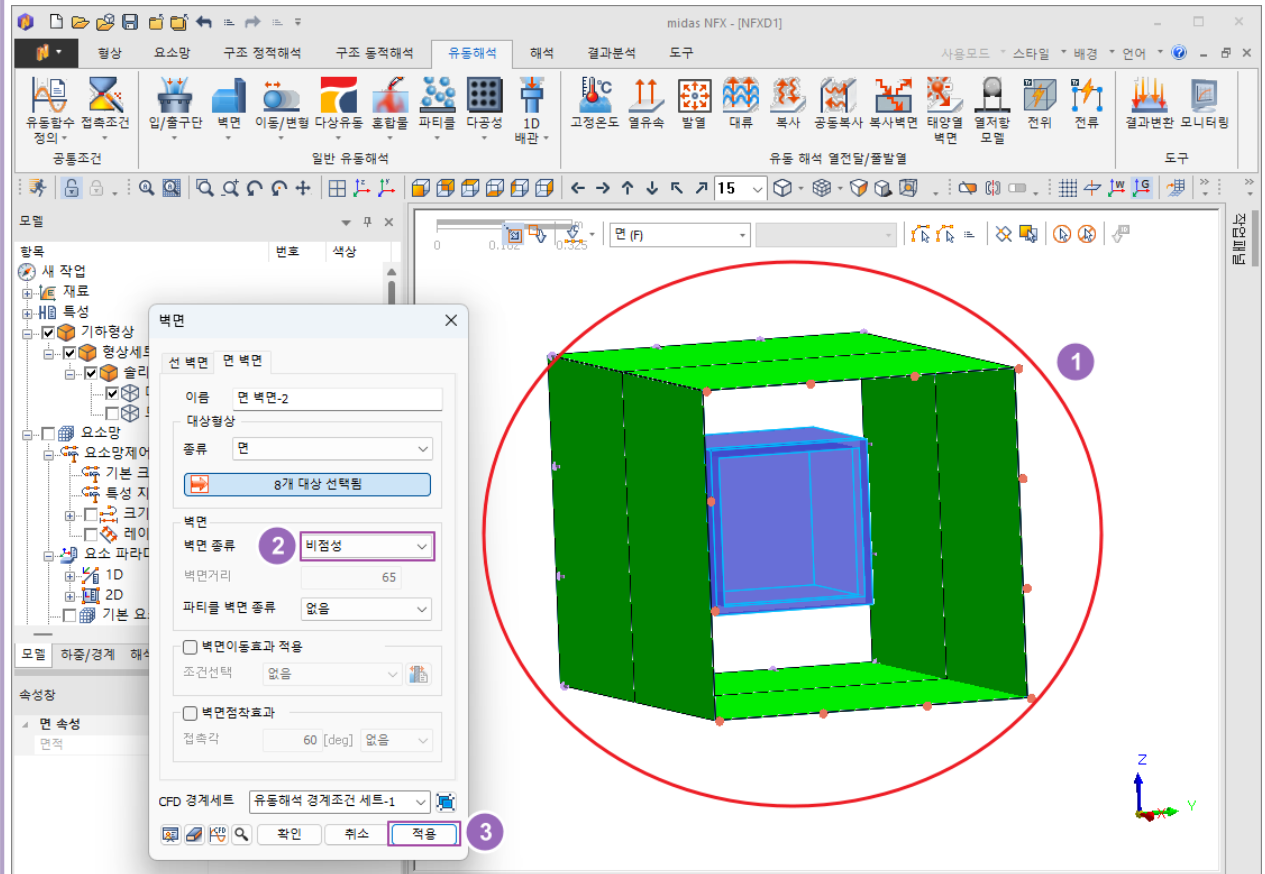 midas NFX - [NFXD1]
형상 요소망 구조 정적해석 구조 동적해석 유동해석 해석 결과분석 도구 사용모드 스타일 배경 언어
유동함수 정의 접촉조건 입/출구단 벽면 이동/변형 다상유동 혼합물 파티클 다공성 1D 배관 고정온도 열유속 발열 대류 복사 공동복사 복사벽면 태양열 벽면 열저항 모델 전위 전류 결과변환 모니터링
공통조건 일반 유동해석 유동 해석 열전달/줄발열 도구
15
모델
항목 번호 색상
새 작업
재료
특성
기하형상
형상세트
솔리
요소망
요소망제어
기본 크
특성 지
크기
레이
요소 파라미
1D
2D
기본 요
모델 하중/경계 해석
속성창
면 속성
면적
작업패널
0 0.162 0.325 m
면 (F)
벽면
선 벽면 면 벽면
이름 면 벽면-2
대상형상
종류 면
8개 대상 선택됨
벽면
벽면 종류 2 비점성
벽면거리 65
파티클 벽면 종류 없음
벽면이동효과 적용
조건선택 없음
벽면점착효과
접촉각 60 [deg] 없음
CFD 경계세트 유동해석 경계조건 세트-1
확인 취소 적용 3
1
Z
Y
X